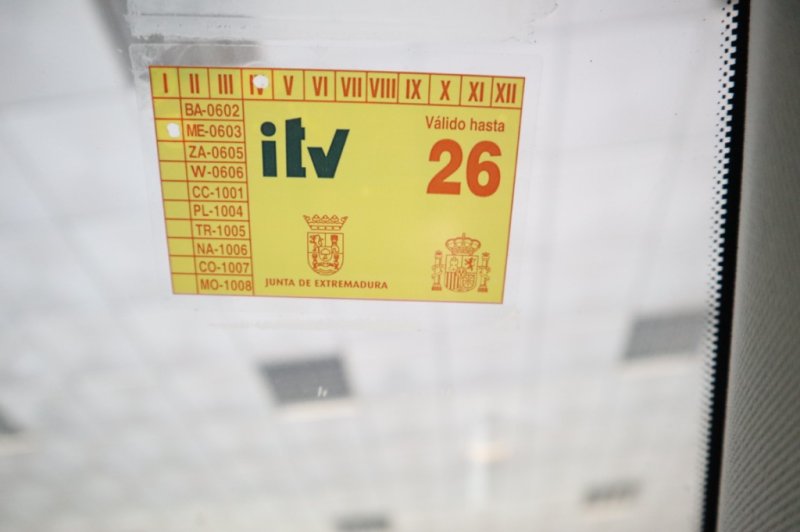 I II III IV V VI VII VIII IX X XI XII
BA-0602
ME-0603
ZA-0605
W-0606
CC-1001
PL-1004
TR-1005
NA-1006
CO-1007
MO-1008
itv
Válido hasta
26
JUNTA DE EXTREMADURA